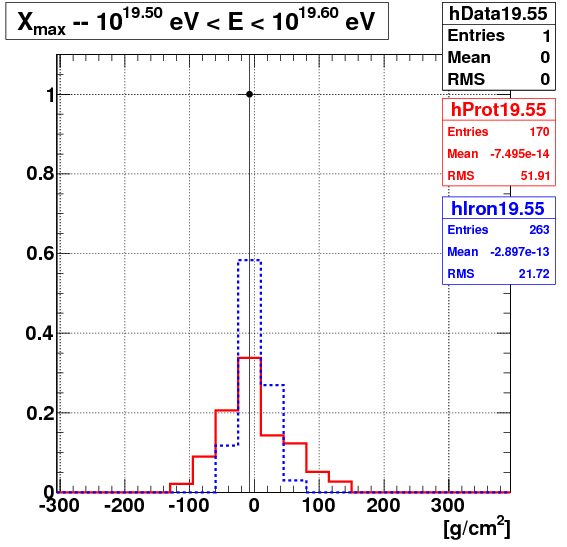 X_max -- 10^19.50 eV < E < 10^19.60 eV
hData19.55
Entries 1
Mean 0
RMS 0
hProt19.55
Entries 170
Mean -7.495e-14
RMS 51.91
hIron19.55
Entries 263
Mean -2.897e-13
RMS 21.72
1
0.8
0.6
0.4
0.2
0
-300 -200 -100 0 100 200 300
[g/cm^2]